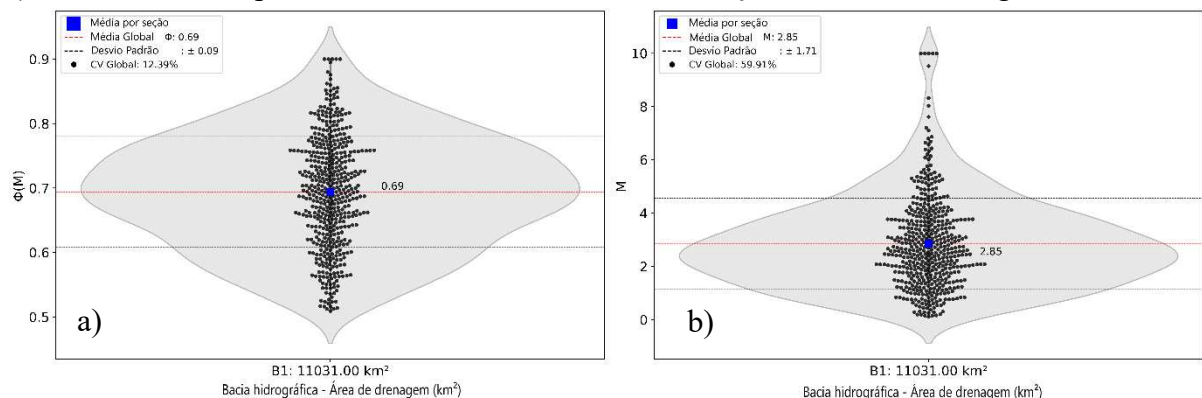 Média por seção
Média Global Φ: 0.69
Desvio Padrão : ± 0.09
CV Global: 12.39%
0.9
0.8
0.7
0.6
0.5
Φ(M)
0.69
a)
B1: 11031.00 km²
Bacia hidrográfica - Área de drenagem (km²)
Média por seção
Média Global M: 2.85
Desvio Padrão : ± 1.71
CV Global: 59.91%
10
8
6
4
2
0
M
2.85
b)
B1: 11031.00 km²
Bacia hidrográfica - Área de drenagem (km²)